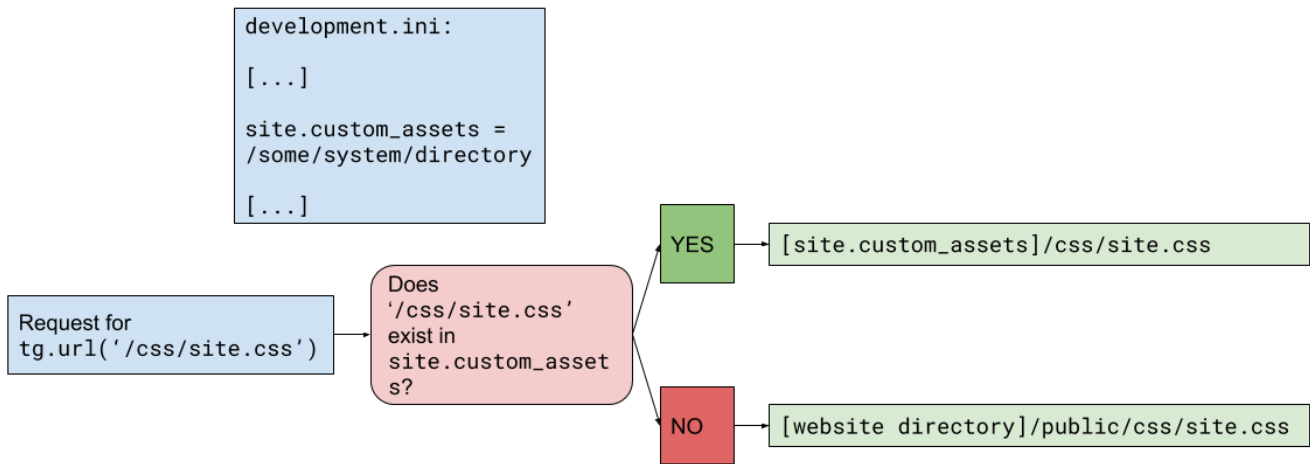 development.ini:
[...]
site.custom_assets =
/some/system/directory
[...]
Request for
tg.url(‘/css/site.css’)
Does
‘/css/site.css’
exist in
site.custom_asset
s?
YES
[site.custom_assets]/css/site.css
NO
[website directory]/public/css/site.css